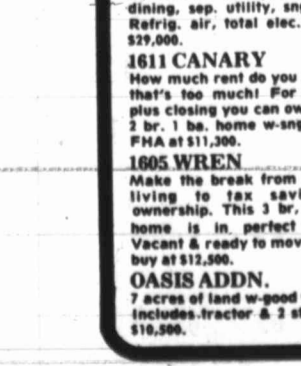 dining, sep. utility, sng
Refrig. air, total elec.
$29,000.
1611 CANARY
How much rent do you
that's too much! For
plus closing you can ow
2 br. 1 ba. home w-sng
FHA at $11,300.
1605 WREN
Make the break from
living to tax savi
ownership. This 3 br,
home is in perfect
Vacant & ready to mov
buy at $12,500.
OASIS ADDN.
7 acres of land w-good
Includes tractor & 2 st
$10,500.